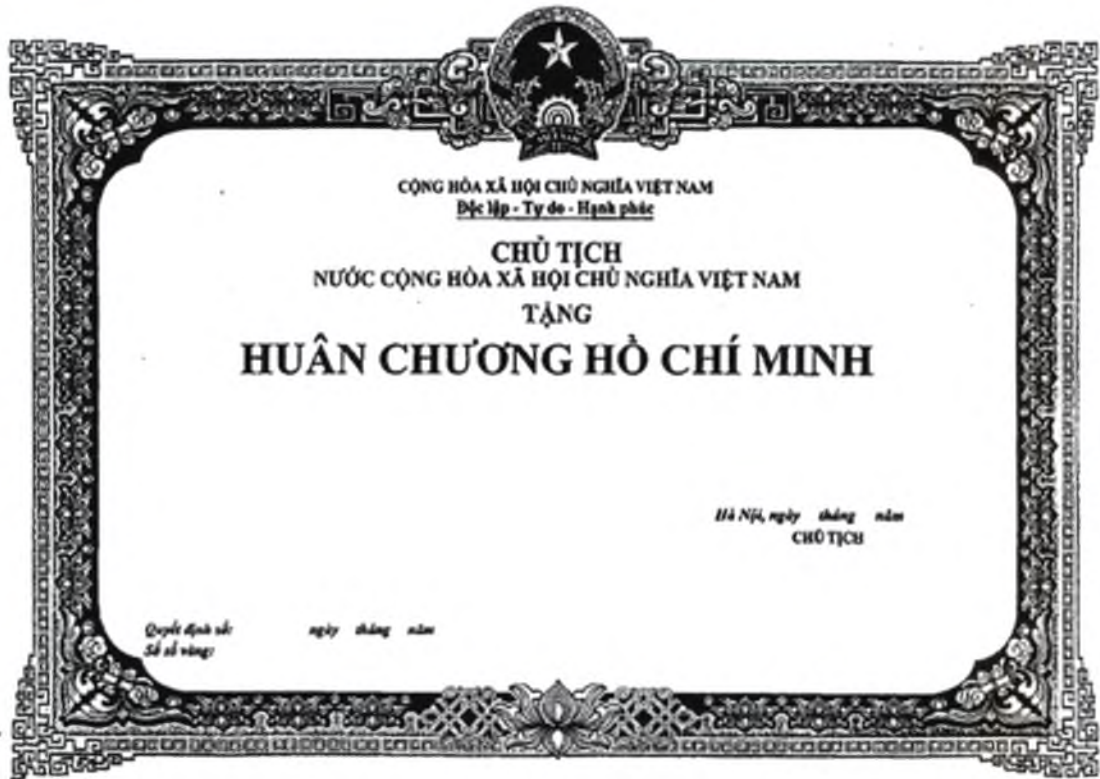 CỘNG HÒA XÃ HỘI CHỦ NGHĨA VIỆT NAM
Độc lập - Tự do - Hạnh phúc
CHỦ TỊCH
NƯỚC CỘNG HÒA XÃ HỘI CHỦ NGHĨA VIỆT NAM
TẶNG
HUÂN CHƯƠNG HỒ CHÍ MINH
Hà Nội, ngày tháng năm
CHỦ TỊCH
Quyết định số: ngày tháng năm
Số sổ vàng: